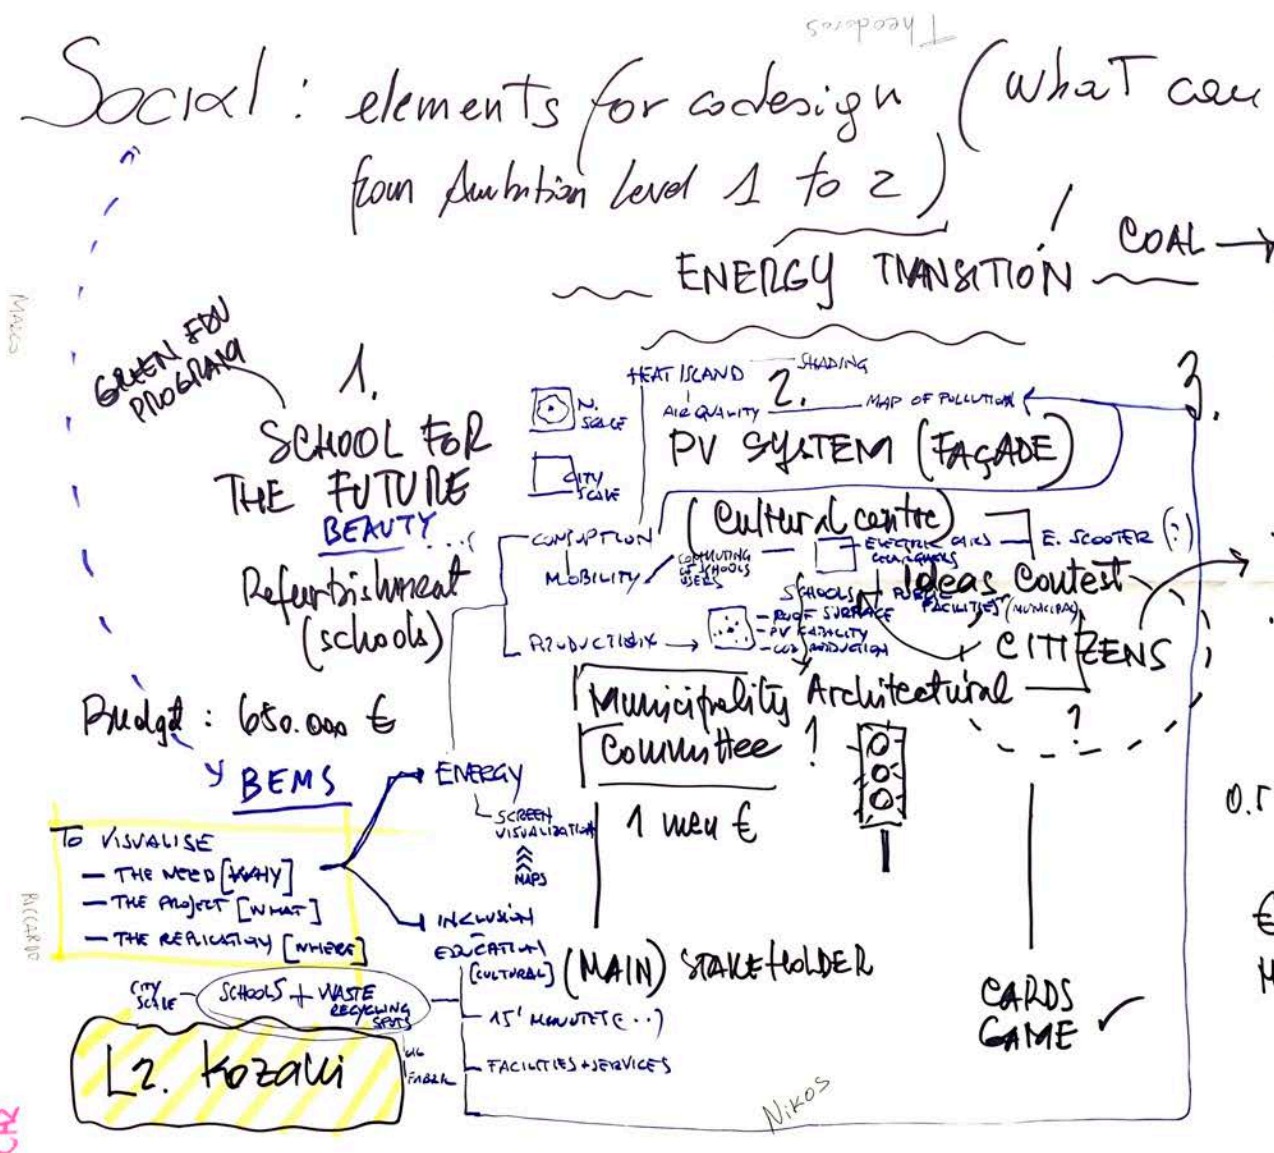 Theodoros
Social: elements for codesign (what can
from Ambition level 1 to 2)
ENERGY TRANSITION !
COAL →
MARCO
GREEN EDU
PROGRAM
1.
SCHOOL FOR
THE FUTURE
BEAUTY...
Refurbishment
(schools)
Budget : 650.000 €
BEMS
TO VISUALISE
— THE NEED [WHY]
— THE PROJECT [WHAT]
— THE REPLICATION [WHERE]
RICCARDO
N.
SCALE
CITY
SCALE
HEAT ISLAND — SHADING
2.
AIR QUALITY — MAP OF POLLUTION
PV SYSTEM (FAÇADE)
(Cultural centre)
3.
MOBILITY
COMMUTING
OF SCHOOLS
USERS
ELECTRIC CARS — E. SCOOTER (?)
Ideas Contest
SCHOOLS + PUBLIC
FACILITIES (MUNICIPAL)
— ROOF SURFACE
— PV CAPACITY
— CO2 PRODUCTION
CITIZENS
?
Municipality Architectural
Committee !
1 meu €
ENERGY
SCREEN
VISUALIZATION
MAPS
INCLUSION
EDUCATION
[CULTURAL]
(MAIN) STAKEHOLDER
15' MINUTE (..)
FACILITIES + SERVICES
CITY
SCALE
SCHOOLS + WASTE
RECYCLING
SPOTS
FABRIC
L2. Kozani
CARDS
GAME ✓
Nikos
€